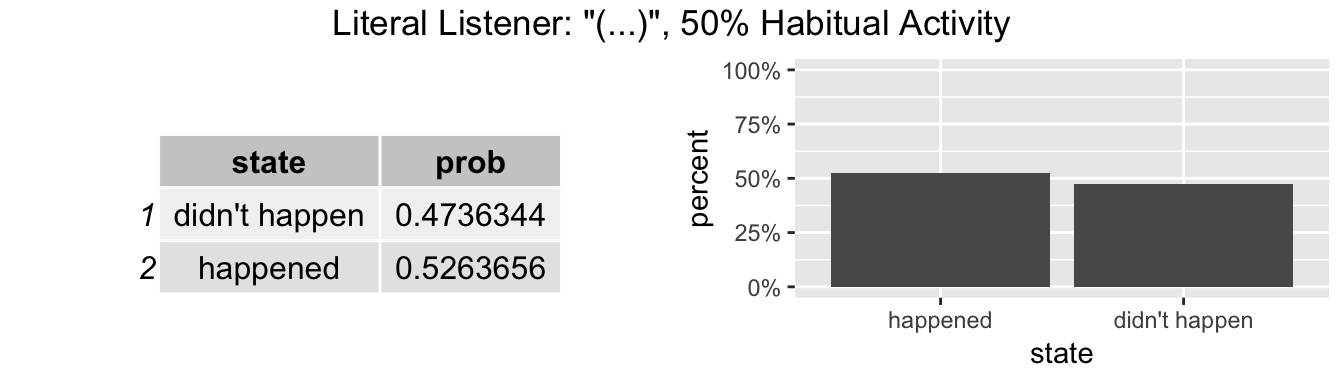 Literal Listener: "(...)", 50% Habitual Activity
state prob
1 didn't happen 0.4736344
2 happened 0.5263656
percent
100%
75%
50%
25%
0%
happened didn't happen
state